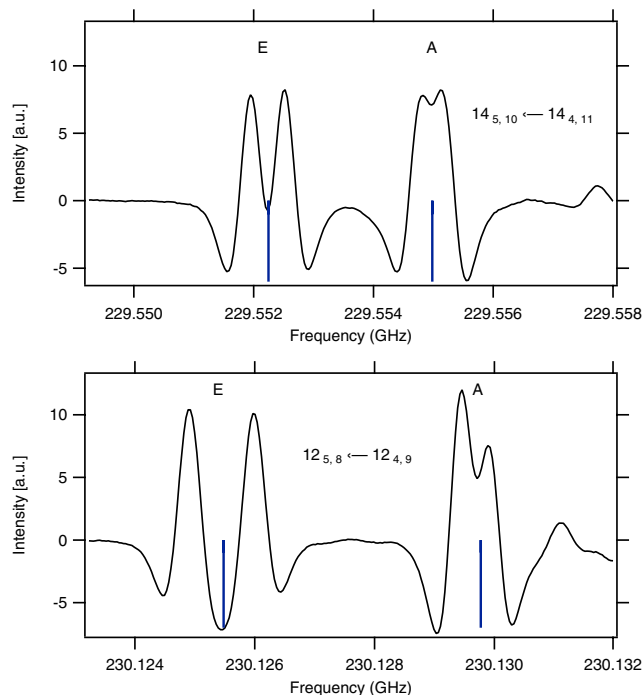 E
A
14 5, 10 ← 14 4, 11
10
5
0
-5
Intensity [a.u.]
229.550
229.552
229.554
229.556
229.558
Frequency (GHz)
E
A
12 5, 8 ← 12 4, 9
10
5
0
-5
Intensity [a.u.]
230.124
230.126
230.128
230.130
230.132
Frequency (GHz)